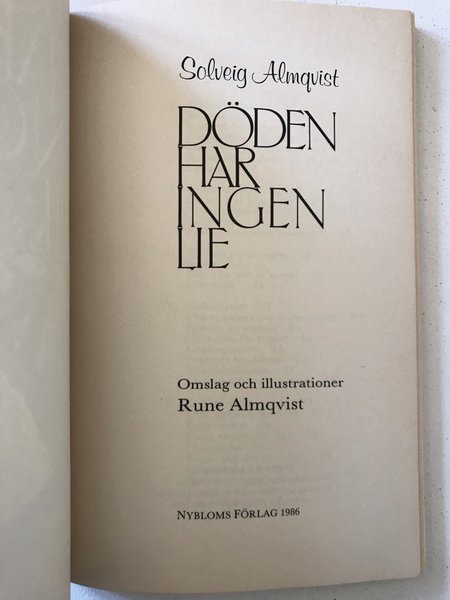 Solveig Almqvist
DÖDEN
HAR
INGEN
LIE
Omslag och illustrationer
Rune Almqvist
NYBLOMS FÖRLAG 1986